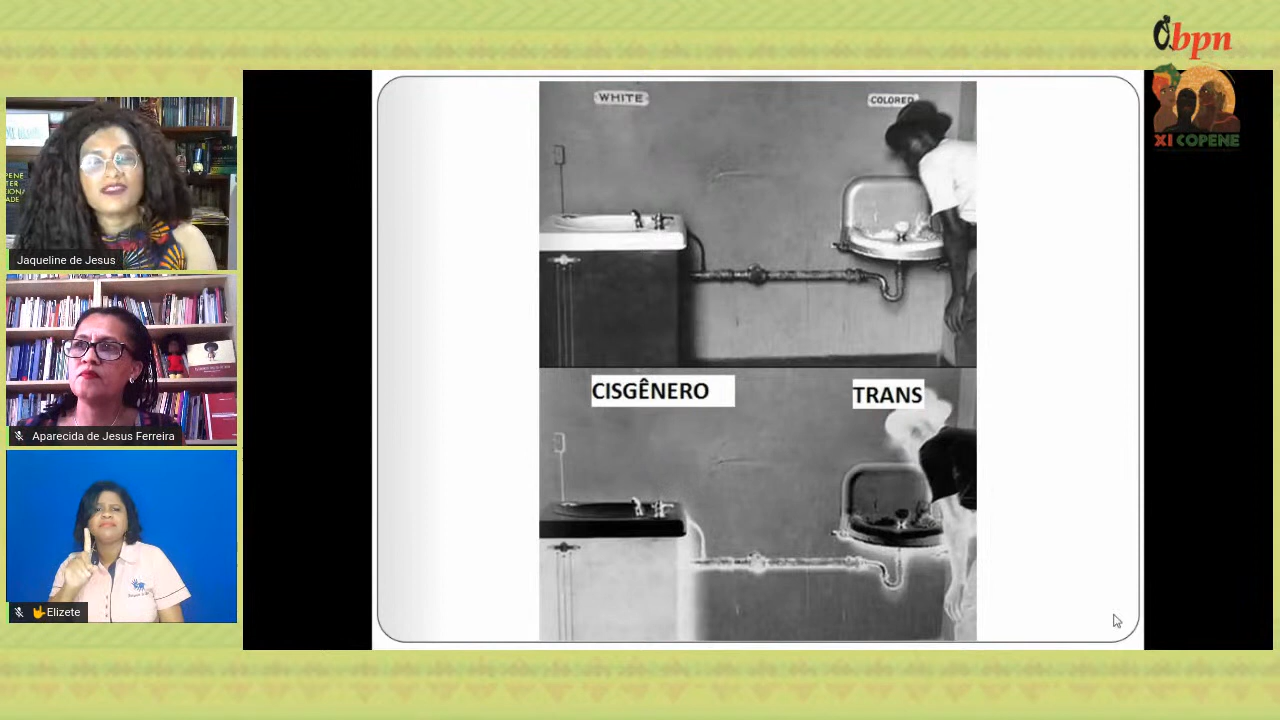 bpn
XI COPENE
WHITE
COLORED
CISGÊNERO
TRANS
Jaqueline de Jesus
Aparecida de Jesus Ferreira
Elizete